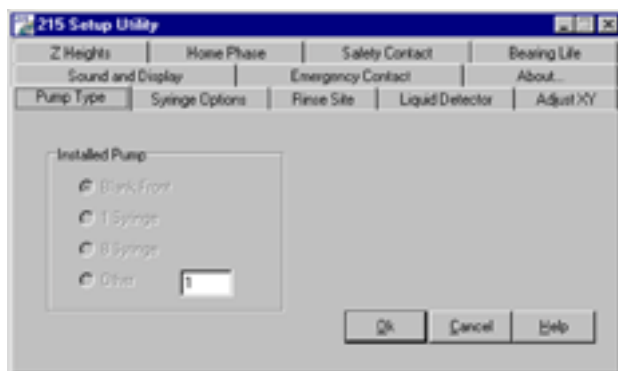 215 Setup Utility
Z Heights Home Phase Safety Contact Bearing Life
Sound and Display Emergency Contact About...
Pump Type Syringe Options Rinse Site Liquid Detector Adjust XY
Installed Pump
Blank Front
1 Syringe
8 Syringe
Other 1
Ok Cancel Help